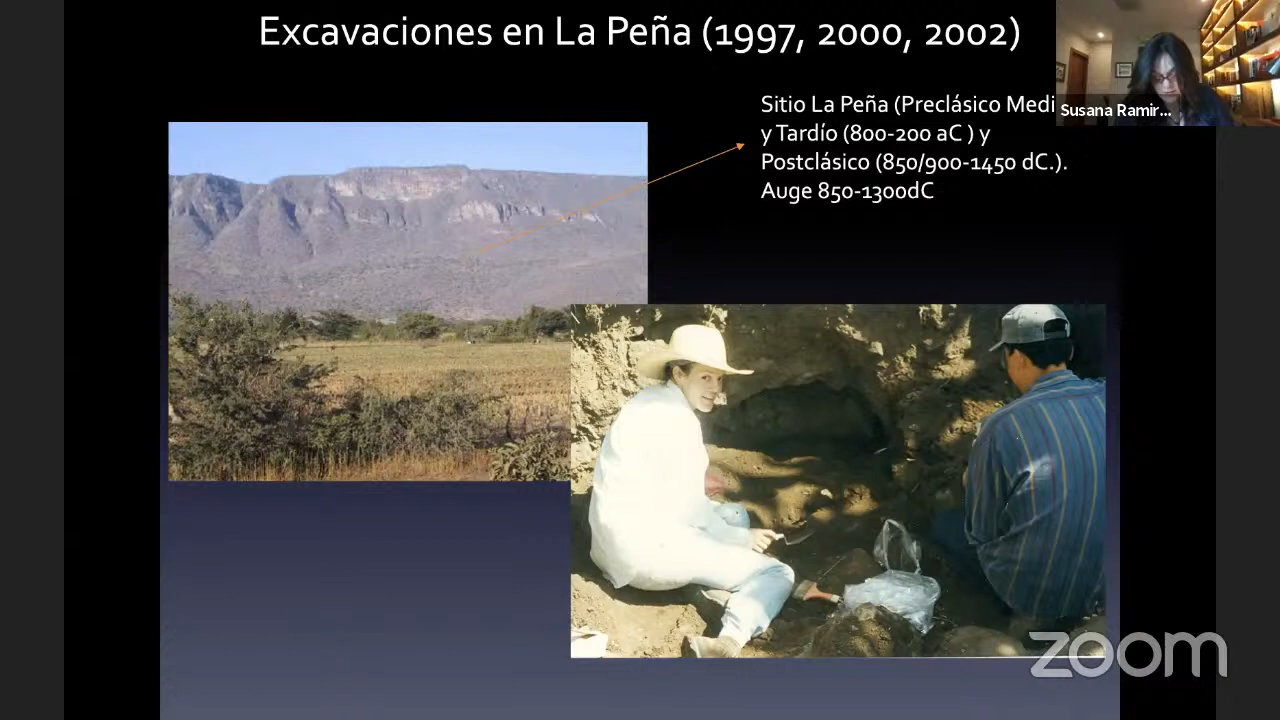 Excavaciones en La Peña (1997, 2000, 2002)
Sitio La Peña (Preclásico Medi
y Tardío (800-200 aC ) y
Postclásico (850/900-1450 dC.).
Auge 850-1300dC
Susana Ramir...
zoom